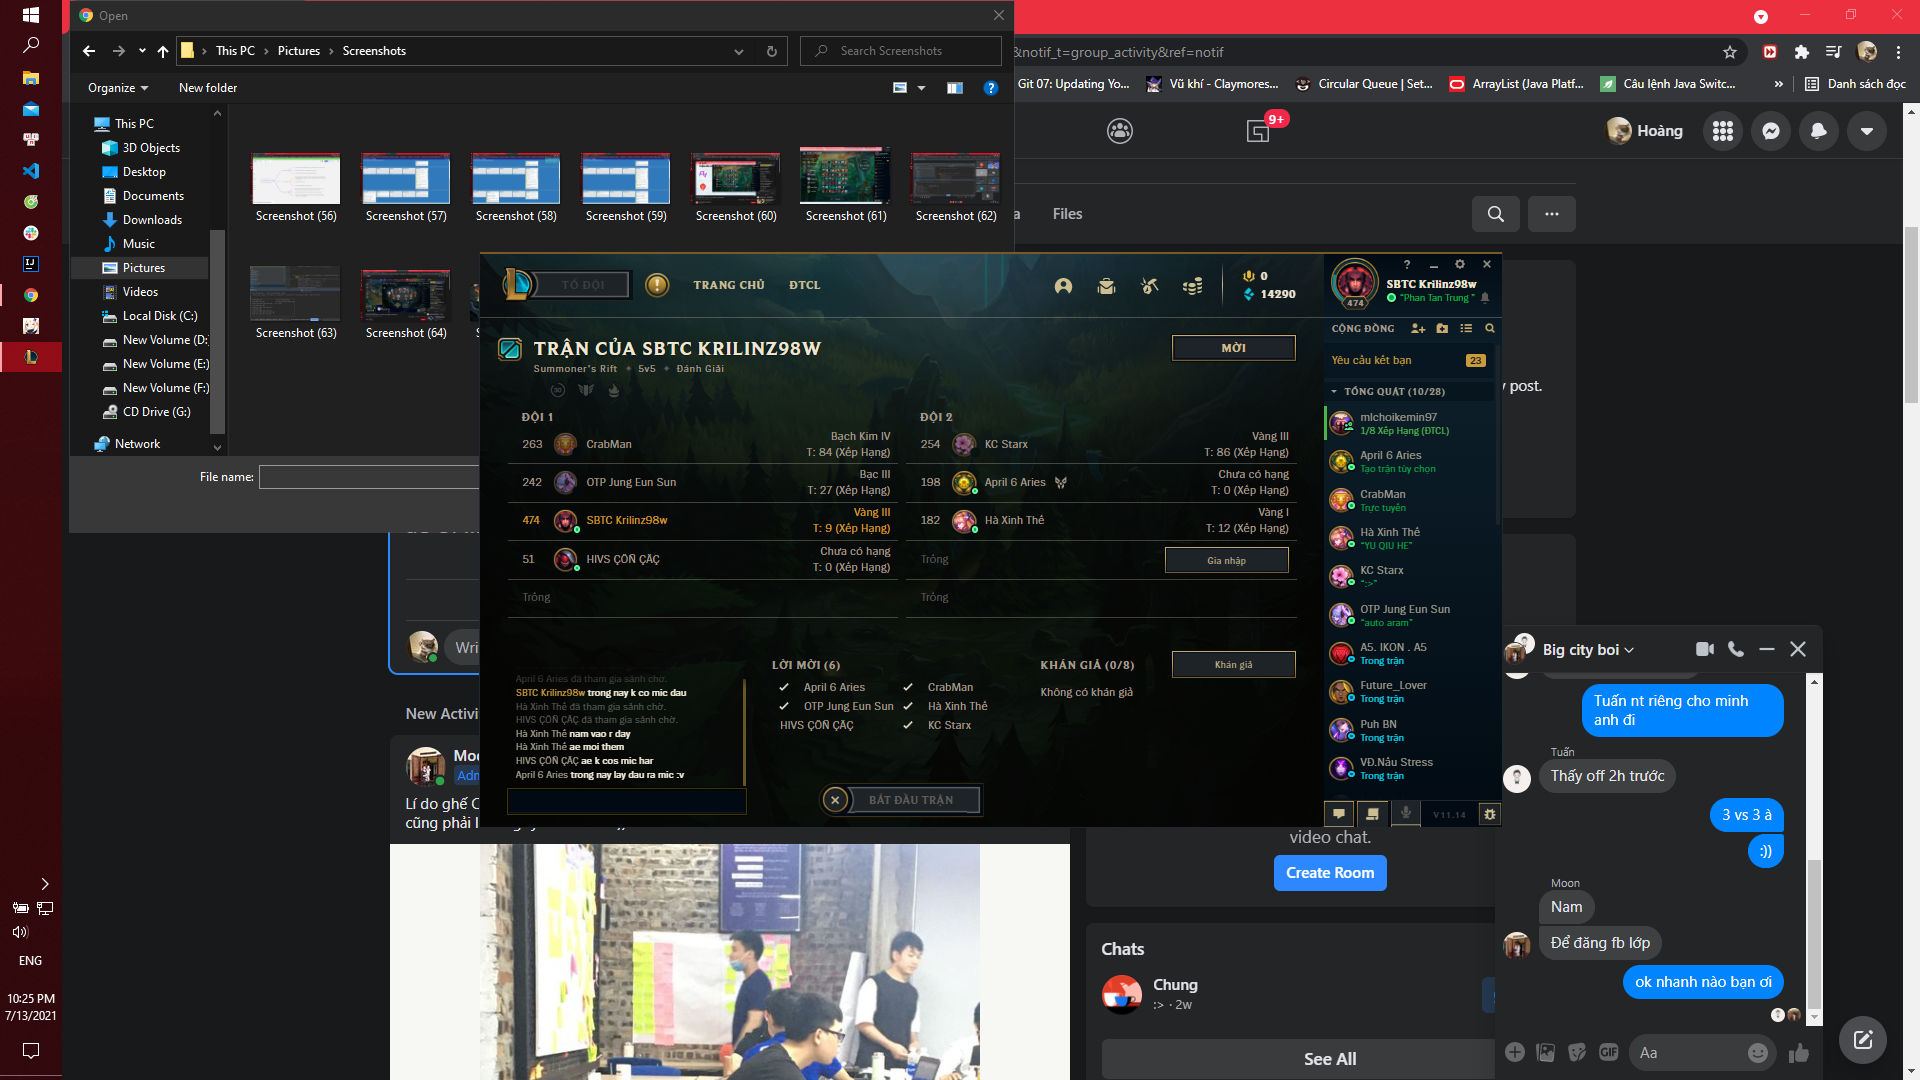 Open
This PC
Pictures
Screenshots
Search Screenshots
Organize
New folder
This PC
3D Objects
Desktop
Documents
Downloads
Music
Pictures
Videos
Local Disk (C:)
New Volume (D:)
New Volume (E:)
New Volume (F:)
CD Drive (G:)
Network
Screenshot (56)
Screenshot (57)
Screenshot (58)
Screenshot (59)
Screenshot (60)
Screenshot (61)
Screenshot (62)
Screenshot (63)
Screenshot (64)
File name:
&notif_t=group_activity&ref=notif
Git 07: Updating Yo...
Vũ khí - Claymores...
Circular Queue | Set...
ArrayList (Java Platf...
Câu lệnh Java Switc...
»
Danh sách đọc
9+
Hoàng
Files
y post.
TỔ ĐỘI
TRANG CHỦ
ĐTCL
0
14290
474
SBTC Krilinz98w
"Phan Tan Trung "
TRẬN CỦA SBTC KRILINZ98W
Summoner's Rift
5v5
Đánh Giải
30
MỜI
ĐỘI 1
263
CrabMan
Bạch Kim IV
T: 84 (Xếp Hạng)
242
OTP Jung Eun Sun
Bạc III
T: 27 (Xếp Hạng)
474
SBTC Krilinz98w
Vàng III
T: 9 (Xếp Hạng)
51
HIVS ÇÕÑ ÇẶÇ
Chưa có hạng
T: 0 (Xếp Hạng)
Trống
ĐỘI 2
254
KC Starx
Vàng III
T: 86 (Xếp Hạng)
198
April 6 Aries
Chưa có hạng
T: 0 (Xếp Hạng)
182
Hà Xinh Thế
Vàng I
T: 12 (Xếp Hạng)
Trống
Gia nhập
Trống
April 6 Aries đã tham gia sảnh chờ.
SBTC Krilinz98w trong nay k co mic dau
Hà Xinh Thế đã tham gia sảnh chờ.
HIVS ÇÕÑ ÇẶÇ đã tham gia sảnh chờ.
Hà Xinh Thế nam vao r day
Hà Xinh Thế ae moi them
HIVS ÇÕÑ ÇẶÇ ae k cos mic har
April 6 Aries trong nay lay dau ra mic :v
LỜI MỜI (6)
April 6 Aries
CrabMan
OTP Jung Eun Sun
Hà Xinh Thế
HIVS ÇÕÑ ÇẶÇ
KC Starx
KHÁN GIẢ (0/8)
Khán giả
Không có khán giả
BẮT ĐẦU TRẬN
CỘNG ĐỒNG
Yêu cầu kết bạn
23
TỔNG QUÁT (10/28)
mlchoikemin97
1/8 Xếp Hạng (ĐTCL)
April 6 Aries
Tạo trận tùy chọn
CrabMan
Trực tuyến
Hà Xinh Thế
"YU QIU HE"
KC Starx
":>"
OTP Jung Eun Sun
"auto aram"
A5. IKON . A5
Trong trận
Future_Lover
Trong trận
Puh BN
Trong trận
VĐ.Nâu Stress
Trong trận
V11.14
Wri
New Activi
Moo
Adm
Lí do ghế C
cũng phải l
video chat.
Create Room
Chats
Chung
:> · 2w
See All
Big city boi
Tuấn nt riêng cho minh
anh đi
Tuấn
Thấy off 2h trước
3 vs 3 à
:))
Moon
Nam
Để đăng fb lớp
ok nhanh nào bạn ơi
GIF
Aa
ENG
10:25 PM
7/13/2021